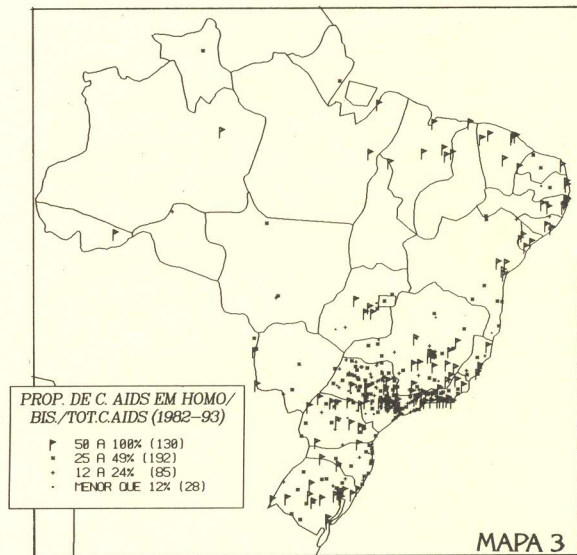 PROP. DE C. AIDS EM HOMO/
BIS./TOT.C.AIDS (1982-93)
50 A 100% (130)
25 A 49% (192)
12 A 24% (85)
MENOR QUE 12% (28)
MAPA 3